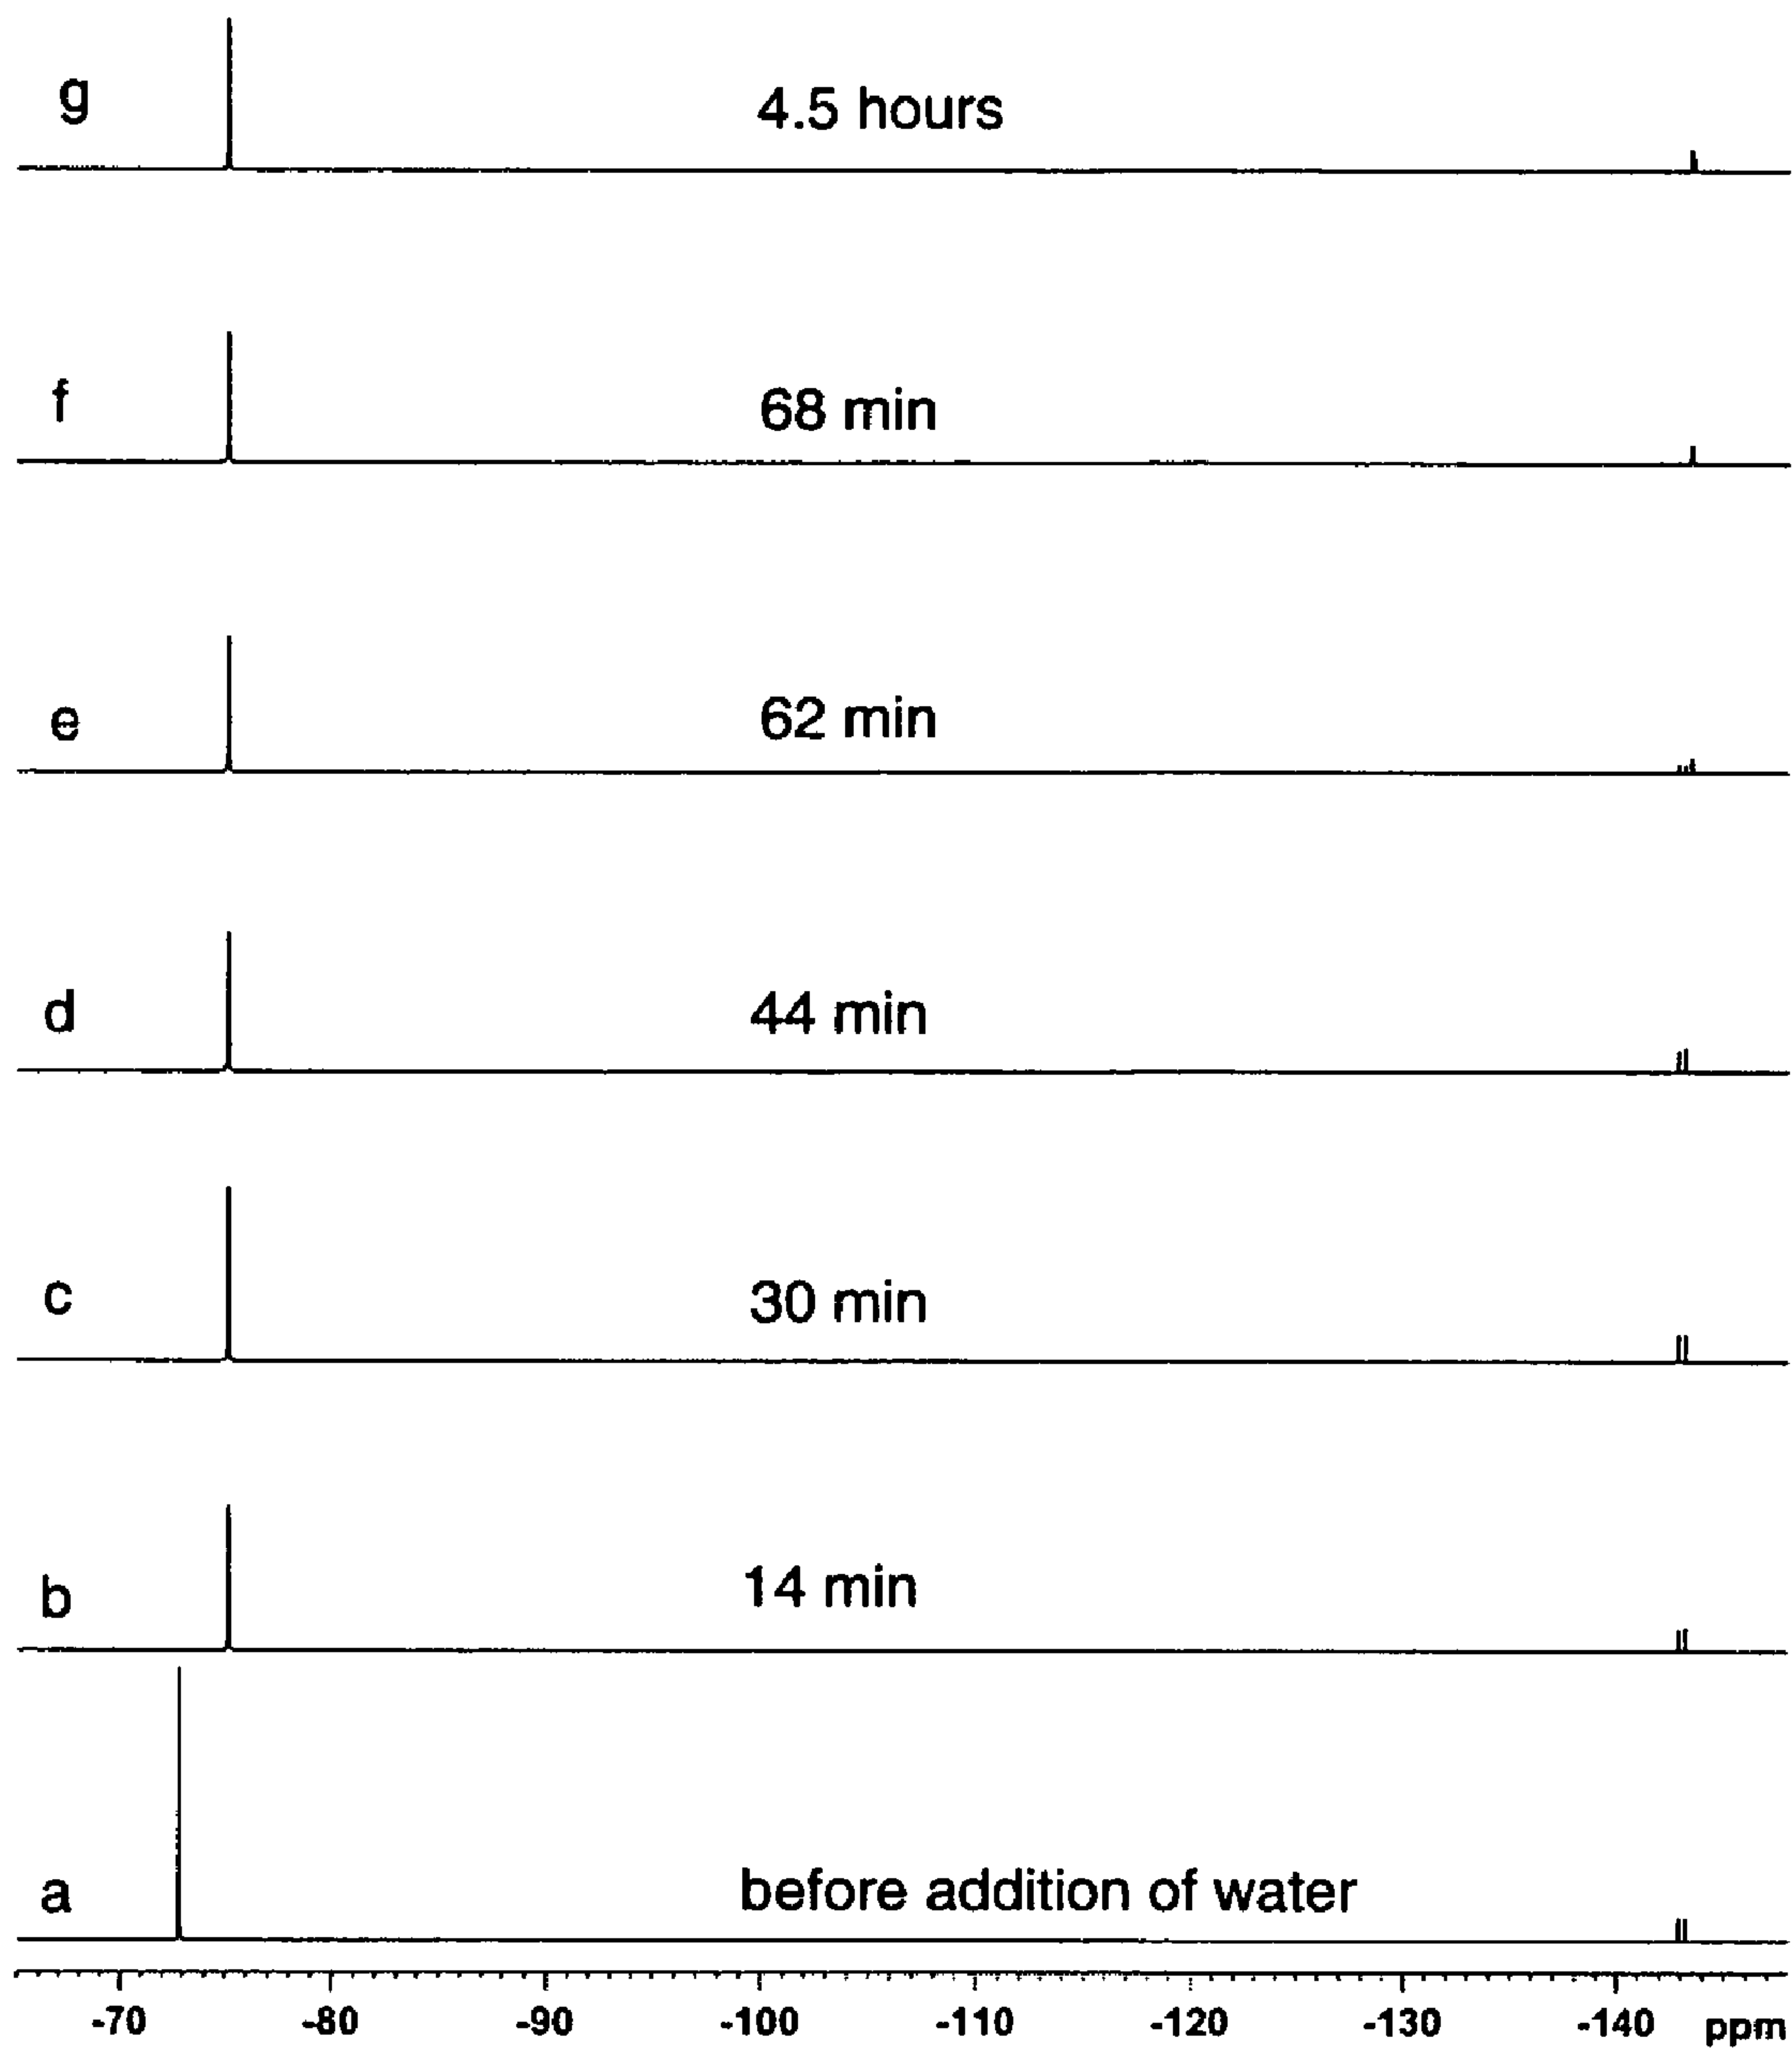 g 4.5 hours
f 68 min
e 62 min
d 44 min
c 30 min
b 14 min
a before addition of water
-70 -80 -90 -100 -110 -120 -130 -140 ppm